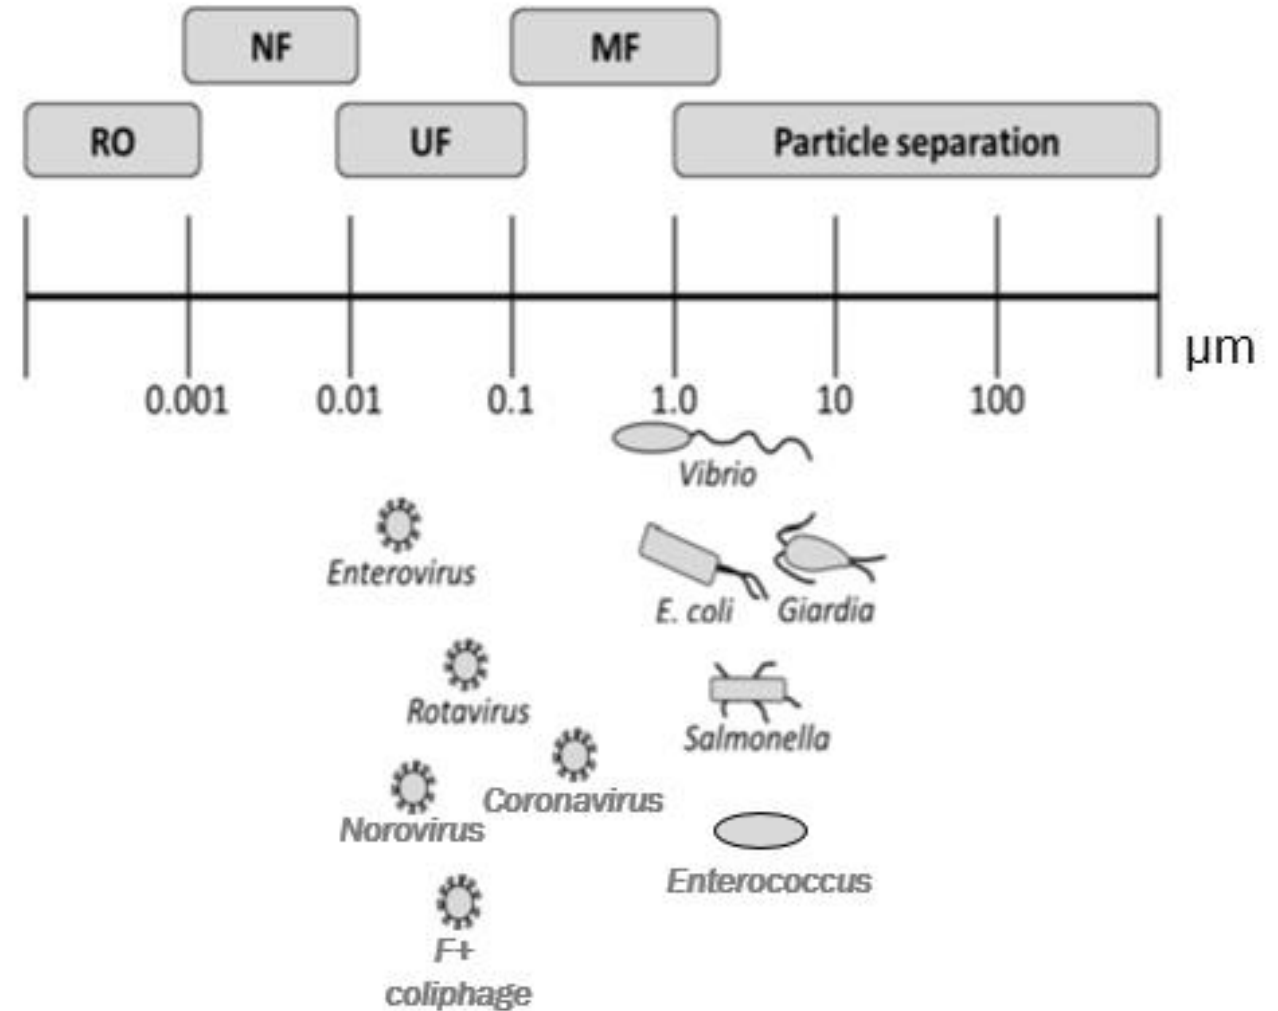 NF
MF
RO
UF
Particle separation
µm
0.001
0.01
0.1
1.0
10
100
Vibrio
Enterovirus
E. coli
Giardia
Rotavirus
Salmonella
Coronavirus
Norovirus
Enterococcus
F+
coliphage